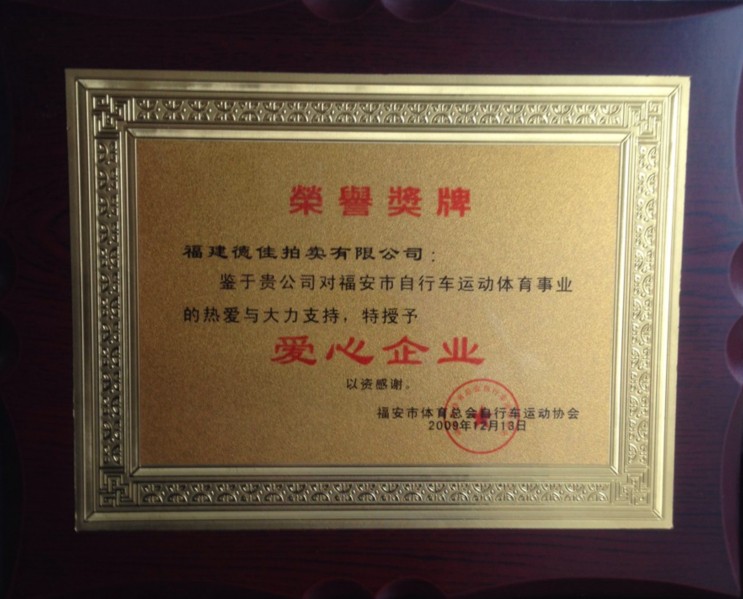 榮譽獎牌
福建德佳拍卖有限公司：
鉴于贵公司对福安市自行车运动体育事业
的热爱与大力支持，特授予
爱心企业
以资感谢。
福安市体育总会自行车运动协会
2009年12月13日